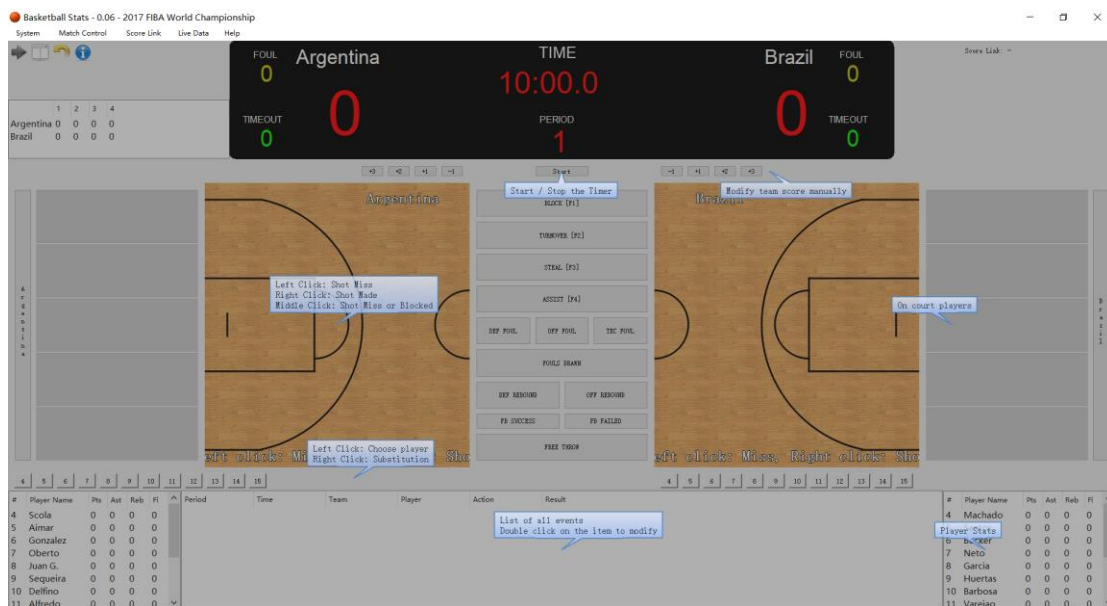 Basketball Stats - 0.06 - 2017 FIBA World Championship
System Match Control Score Link Live Data Help
Score Link: -
FOUL Argentina TIME Brazil FOUL
0 10:00.0 0
0 0
TIMEOUT PERIOD TIMEOUT
0 1 0
1 2 3 4
Argentina 0 0 0 0
Brazil 0 0 0 0
+3 +2 +1 -1 Start -1 +1 +2 +3
Start / Stop the Timer
Modify team score manually
Argentina
Argentina
BLOCK [F1]
TURNOVER [F2]
STEAL [F3]
ASSIST [F4]
DEF FOUL OFF FOUL TEC FOUL
FOULS DRAWN
DEF REBOUND OFF REBOUND
FB SUCCESS FB FAILED
FREE THROW
Left Click: Shot Miss
Right Click: Shot Made
Middle Click: Shot Miss or Blocked
On court players
Brazil
Left Click: Choose player
Right Click: Substitution
eft click: Miss, Right click: Sho
4 5 6 7 8 9 10 11 12 13 14 15
4 5 6 7 8 9 10 11 12 13 14 15
# Player Name Pts Ast Reb Fl
4 Scola 0 0 0 0
5 Aimar 0 0 0 0
6 Gonzalez 0 0 0 0
7 Oberto 0 0 0 0
8 Juan G. 0 0 0 0
9 Sequeira 0 0 0 0
10 Delfino 0 0 0 0
11 Alfredo 0 0 0 0
Period Time Team Player Action Result
List of all events
Double click on the item to modify
# Player Name Pts Ast Reb Fl
4 Machado 0 0 0 0
Player Stats
7 Neto 0 0 0 0
8 Garcia 0 0 0 0
9 Huertas 0 0 0 0
10 Barbosa 0 0 0 0
11 Varejao 0 0 0 0